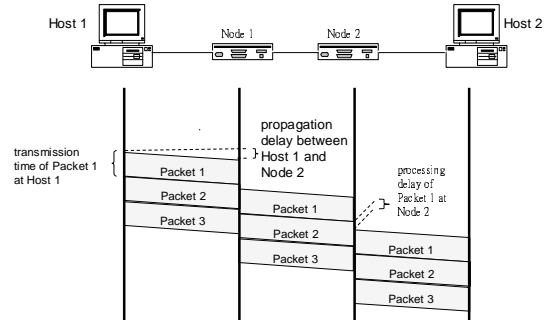 Host 1
Node 1
Node 2
Host 2
propagation
delay between
Host 1 and
Node 2
transmission
time of Packet 1
at Host 1
processing
delay of
Packet 1 at
Node 2
Packet 1
Packet 2
Packet 3
Packet 1
Packet 2
Packet 3
Packet 1
Packet 2
Packet 3